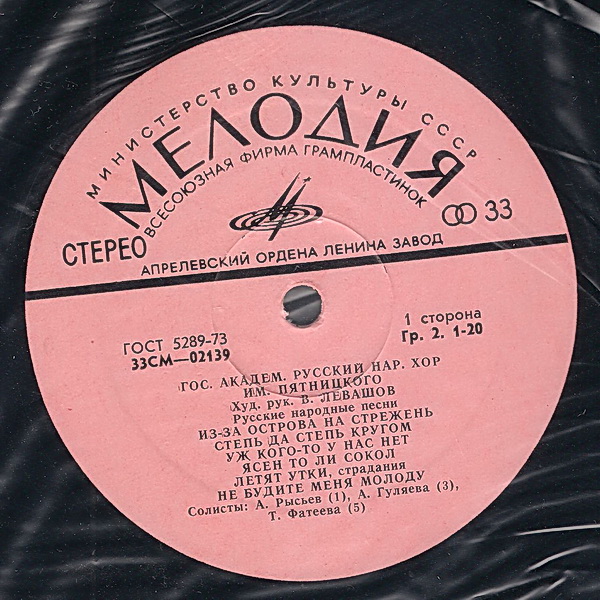 МИНИСТЕРСТВО КУЛЬТУРЫ СССР
МЕЛОДИЯ
ВСЕСОЮЗНАЯ ФИРМА ГРАМПЛАСТИНОК
СТЕРЕО
33
АПРЕЛЕВСКИЙ ОРДЕНА ЛЕНИНА ЗАВОД
ГОСТ 5289-73
33СМ—02139
1 сторона
Гр. 2. 1-20
ГОС. АКАДЕМ. РУССКИЙ НАР. ХОР
ИМ. ПЯТНИЦКОГО
Худ. рук. В. ЛЕВАШОВ
Русские народные песни
ИЗ-ЗА ОСТРОВА НА СТРЕЖЕНЬ
СТЕПЬ ДА СТЕПЬ КРУГОМ
УЖ КОГО-ТО У НАС НЕТ
ЯСЕН ТО ЛИ СОКОЛ
ЛЕТЯТ УТКИ, страдания
НЕ БУДИТЕ МЕНЯ МОЛОДУ
Солисты: А. Рысьев (1), А. Гуляева (3),
Т. Фатеева (5)